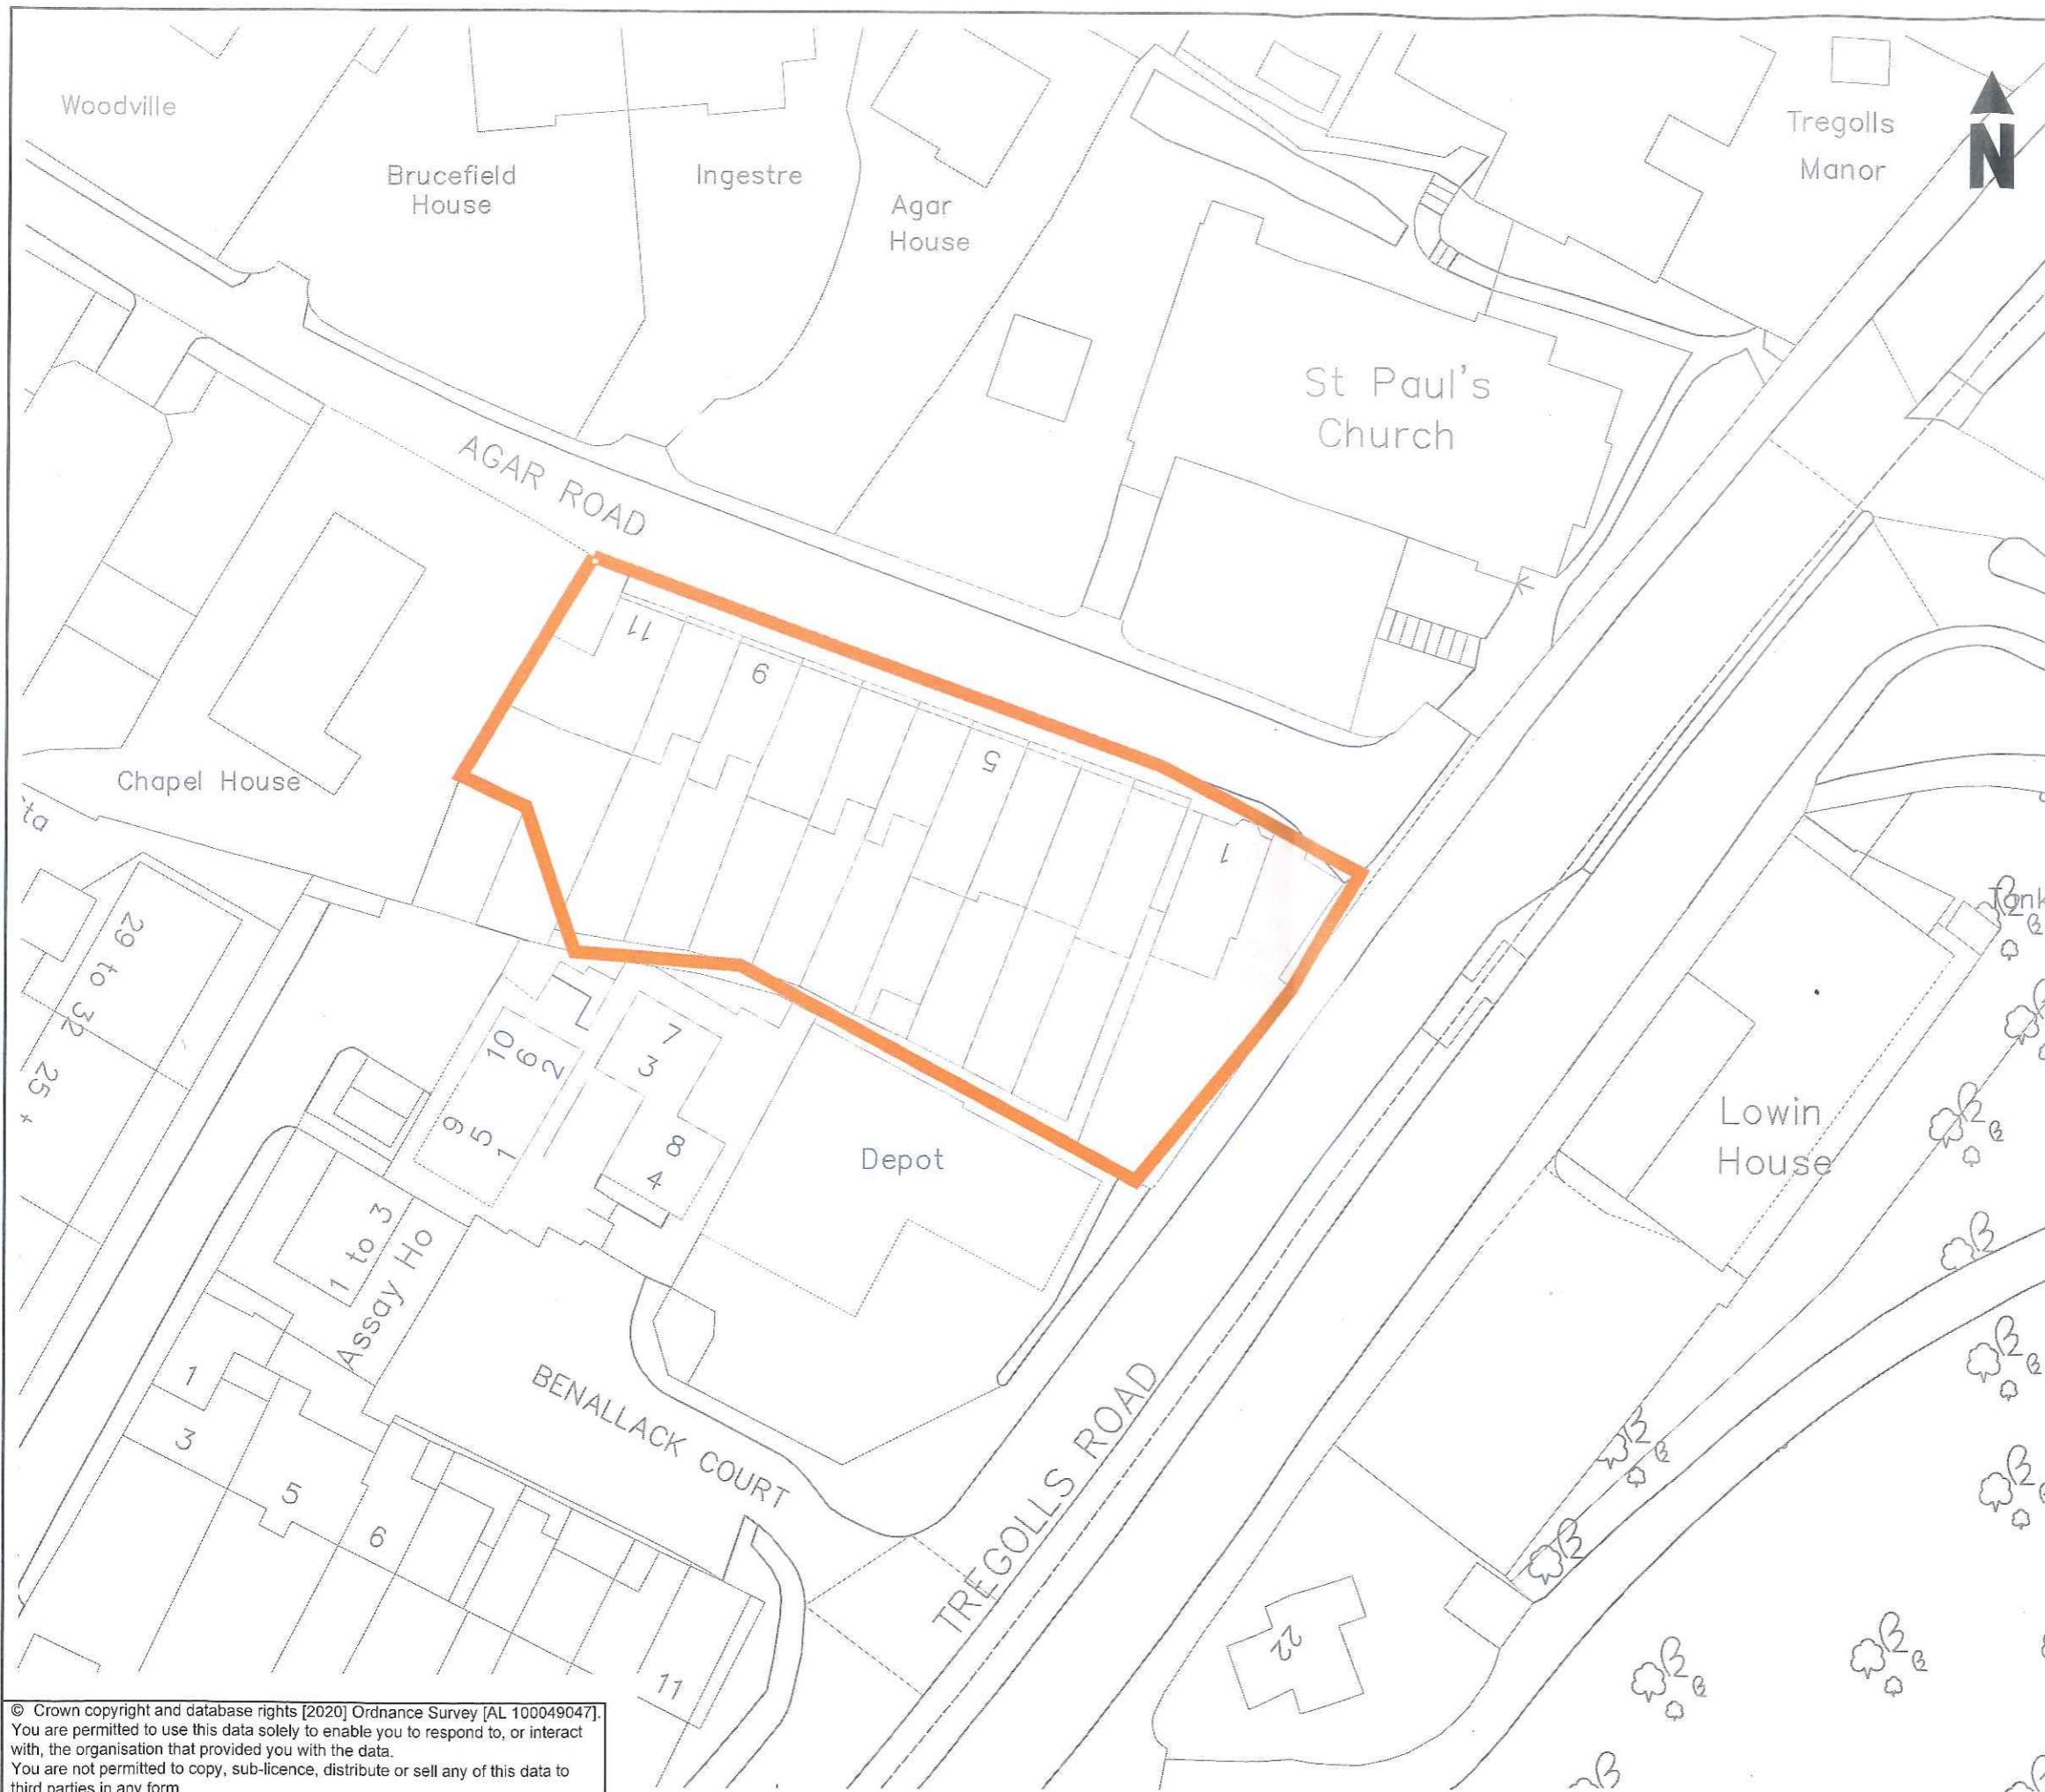 Woodville
Brucefield
House
Ingestre
Agar
House
Tregolls
Manor
N
St Paul's
Church
AGAR ROAD
11
9
5
1
Chapel House
29 to 32
25
10
6
2
9
5
1
7
3
8
4
Depot
1 to 3
Assay Ho
1
3
5
6
11
BENALLACK COURT
TREGOLLS ROAD
Lowin
House
Tank
22
© Crown copyright and database rights [2020] Ordnance Survey [AL 100049047].
You are permitted to use this data solely to enable you to respond to, or interact
with, the organisation that provided you with the data.
You are not permitted to copy, sub-licence, distribute or sell any of this data to
third parties in any form